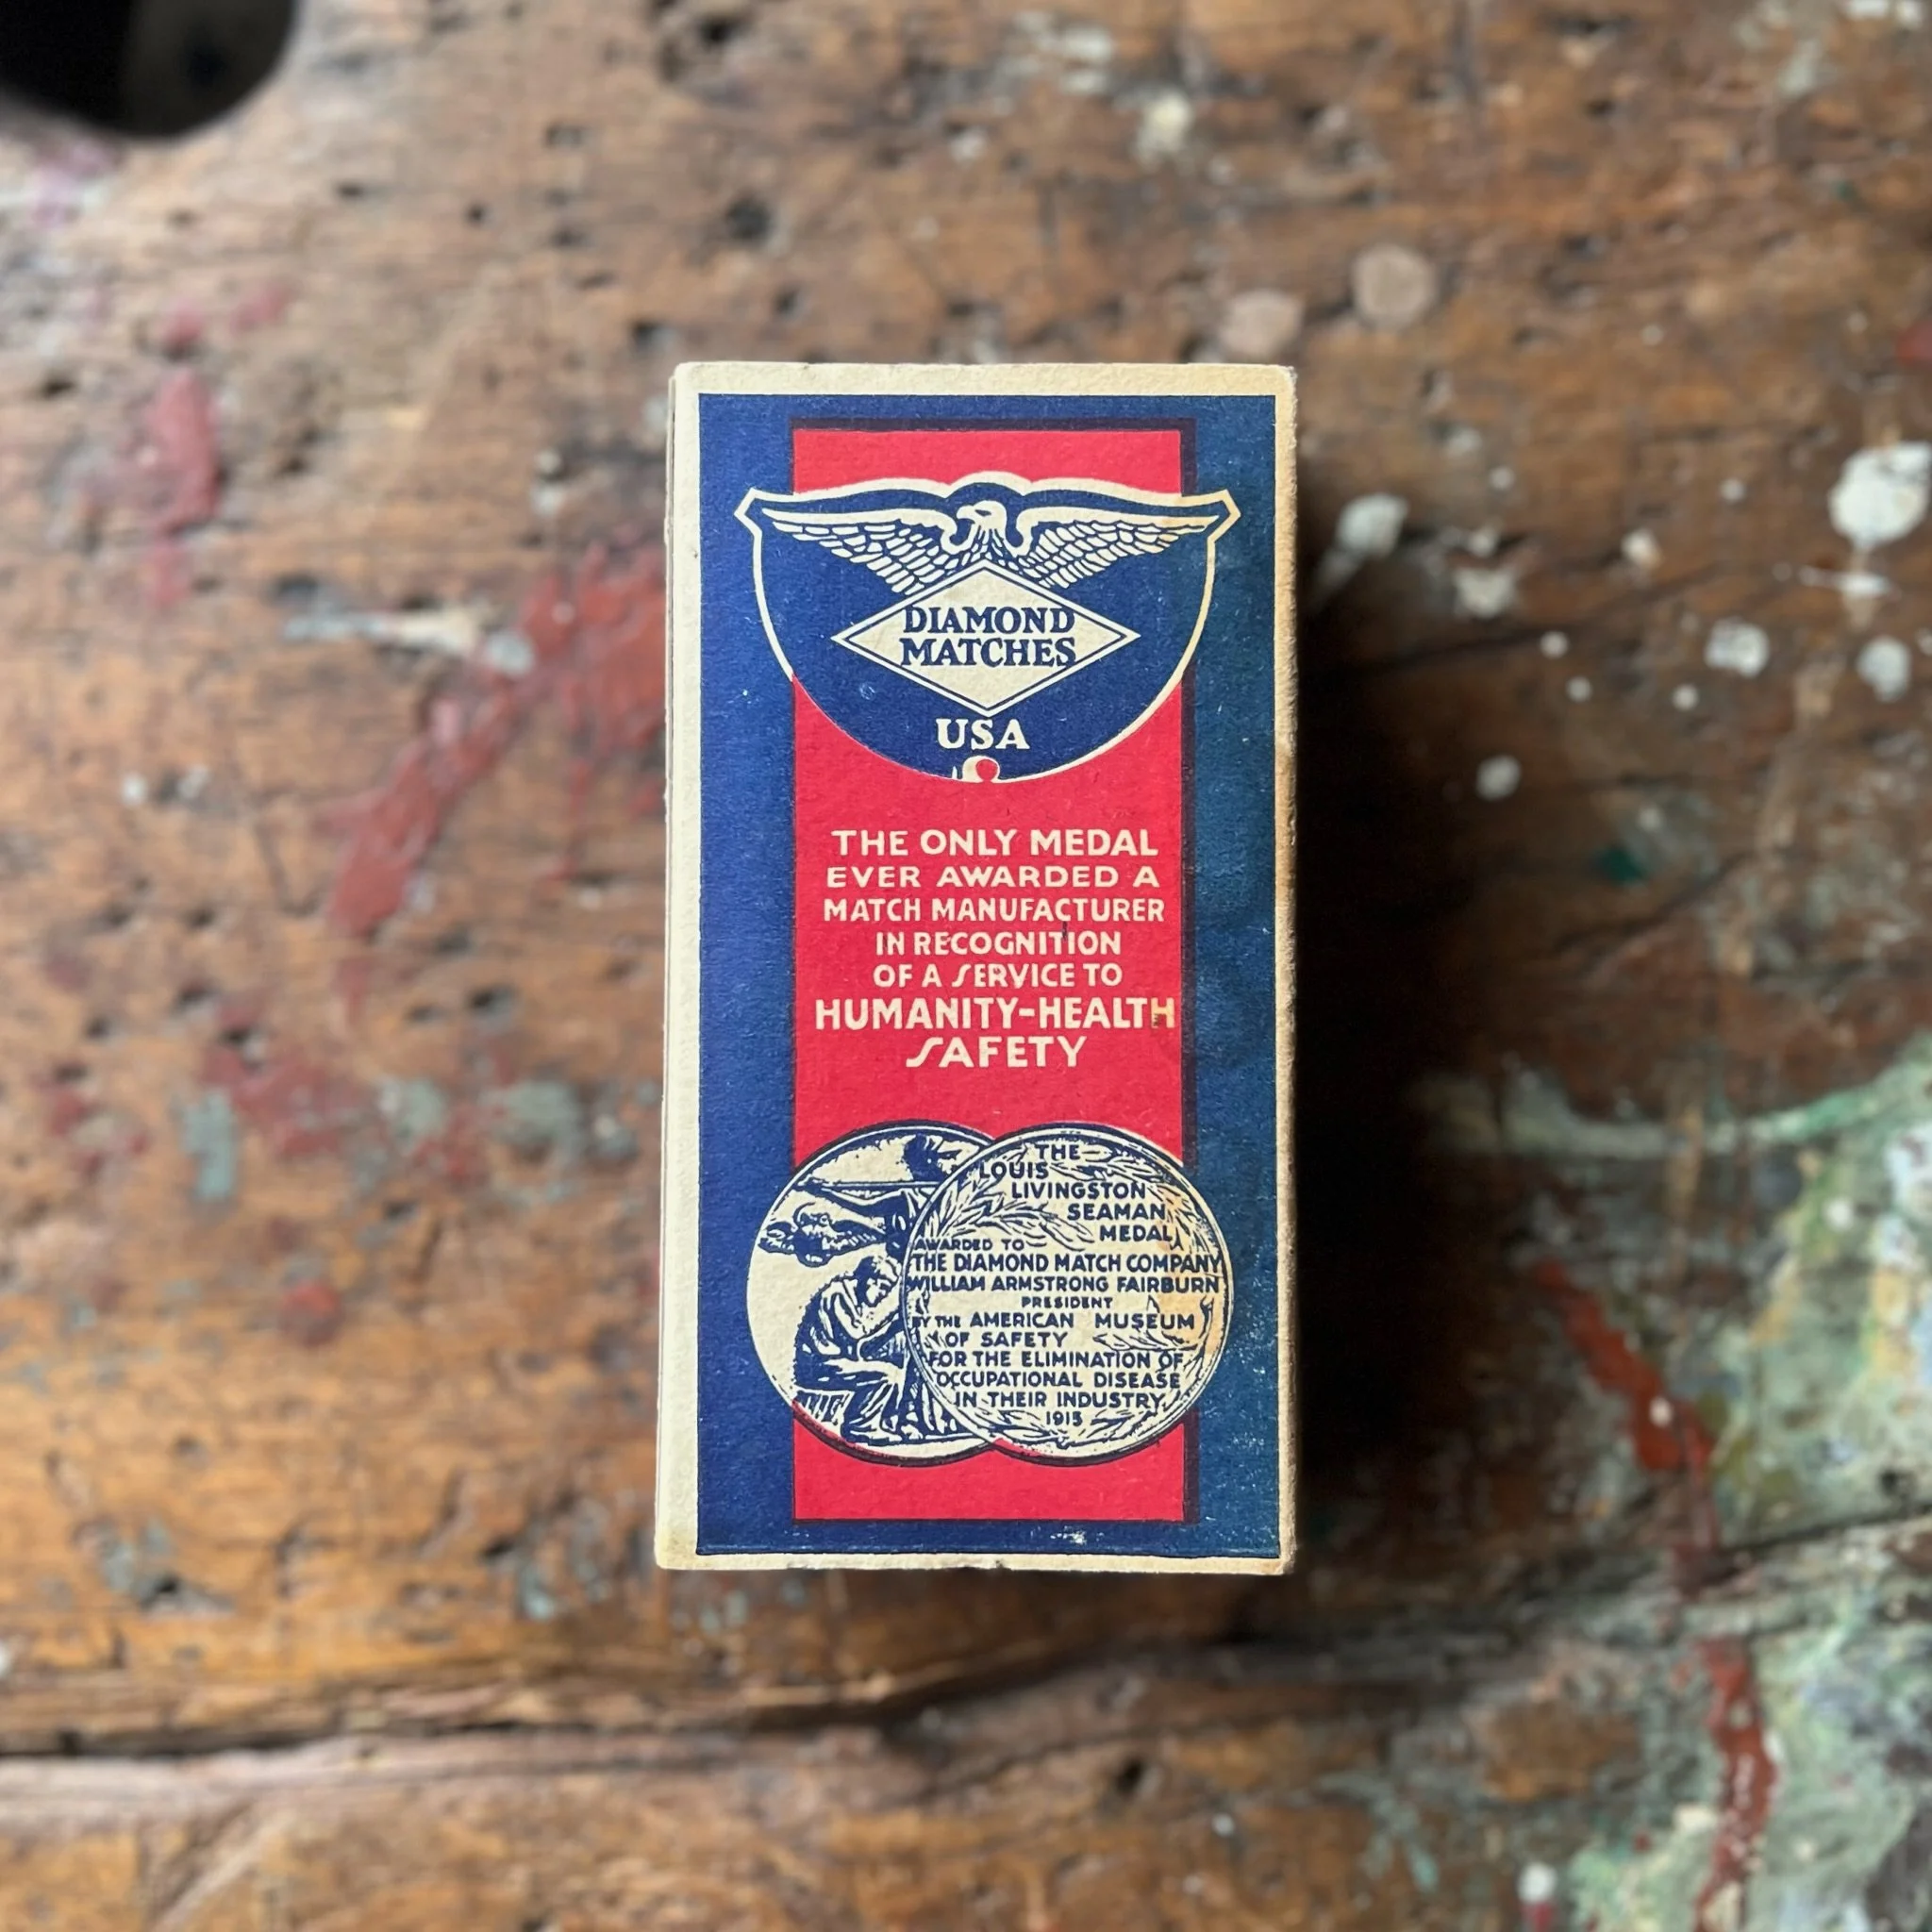 DIAMOND
MATCHES
USA
THE ONLY MEDAL
EVER AWARDED A
MATCH MANUFACTURER
IN RECOGNITION
OF A SERVICE TO
HUMANITY-HEALTH
SAFETY
THE
LOUIS
LIVINGSTON
SEAMAN
MEDAL
AWARDED TO
THE DIAMOND MATCH COMPANY
WILLIAM ARMSTRONG FAIRBURN
PRESIDENT
BY THE AMERICAN MUSEUM
OF SAFETY
FOR THE ELIMINATION OF
OCCUPATIONAL DISEASE
IN THEIR INDUSTRY,
1915